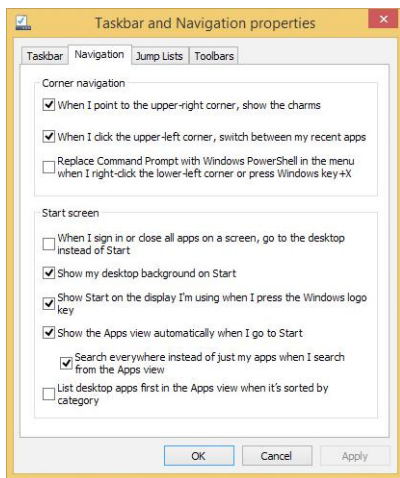 Taskbar and Navigation properties
Taskbar Navigation Jump Lists Toolbars
Corner navigation
When I point to the upper-right corner, show the charms
When I click the upper-left corner, switch between my recent apps
Replace Command Prompt with Windows PowerShell in the menu
when I right-click the lower-left corner or press Windows key+X
Start screen
When I sign in or close all apps on a screen, go to the desktop
instead of Start
Show my desktop background on Start
Show Start on the display I'm using when I press the Windows logo
key
Show the Apps view automatically when I go to Start
Search everywhere instead of just my apps when I search
from the Apps view
List desktop apps first in the Apps view when it's sorted by
category
OK Cancel Apply